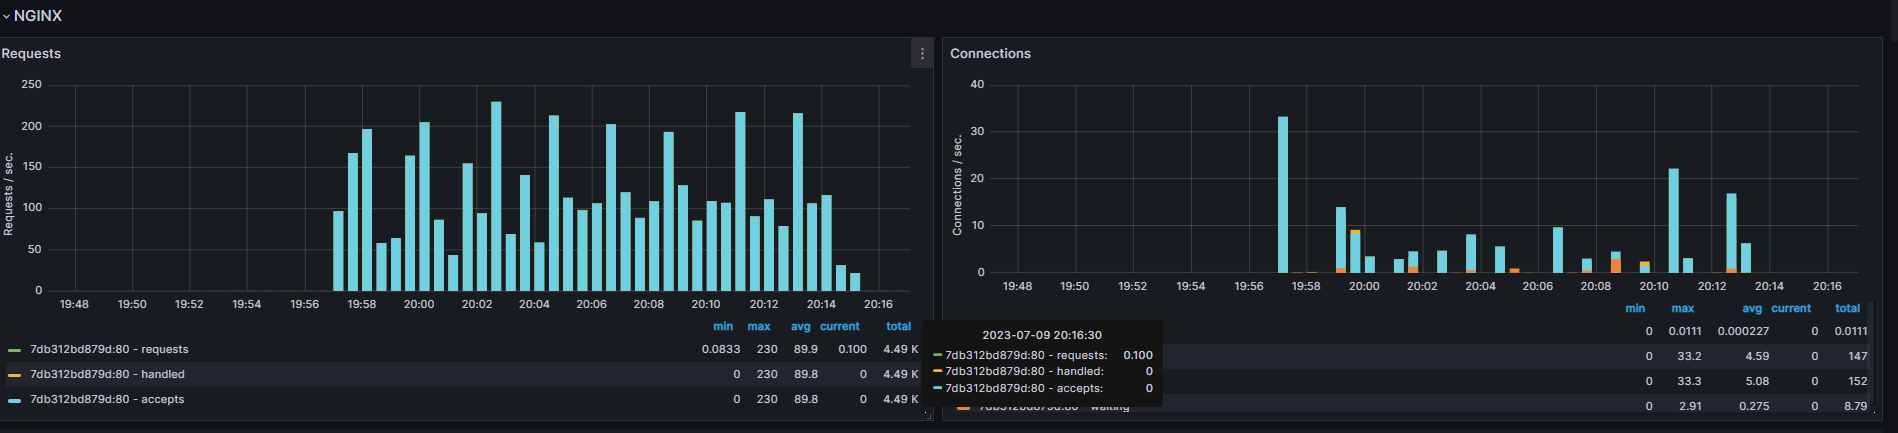 NGINX
Requests
Requests / sec.
250
200
150
100
50
0
19:48 19:50 19:52 19:54 19:56 19:58 20:00 20:02 20:04 20:06 20:08 20:10 20:12 20:14 20:16
min max avg current total
7db312bd879d:80 - requests 0.0833 230 89.9 0.100 4.49 K
7db312bd879d:80 - handled 0 230 89.8 0 4.49 K
7db312bd879d:80 - accepts 0 230 89.8 0 4.49 K
Connections
Connections / sec.
40
30
20
10
0
19:48 19:50 19:52 19:54 19:56 19:58 20:00 20:02 20:04 20:06 20:08 20:10 20:12 20:14 20:16
min max avg current total
0 0.0111 0.000227 0 0.0111
0 33.2 4.59 0 147
0 33.3 5.08 0 152
7db312bd879d:80 - waiting 0 2.91 0.275 0 8.79
2023-07-09 20:16:30
7db312bd879d:80 - requests: 0.100
7db312bd879d:80 - handled: 0
7db312bd879d:80 - accepts: 0